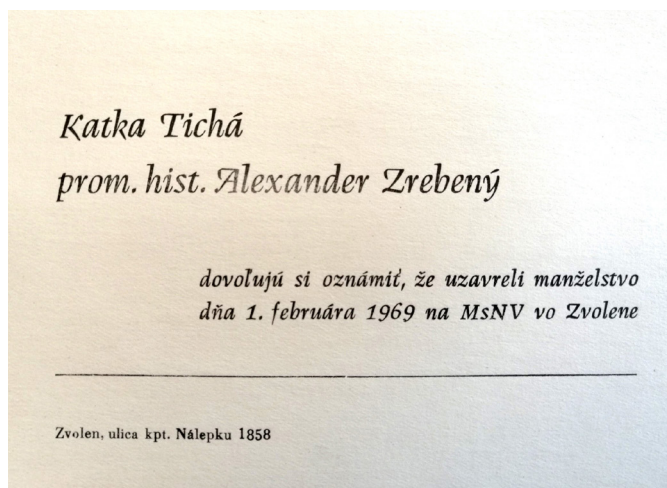 Katka Tichá
prom. hist. Alexander Zrebený
dovoľujú si oznámiť, že uzavreli manželstvo
dňa 1. februára 1969 na MsNV vo Zvolene
Zvolen, ulica kpt. Nálepku 1858